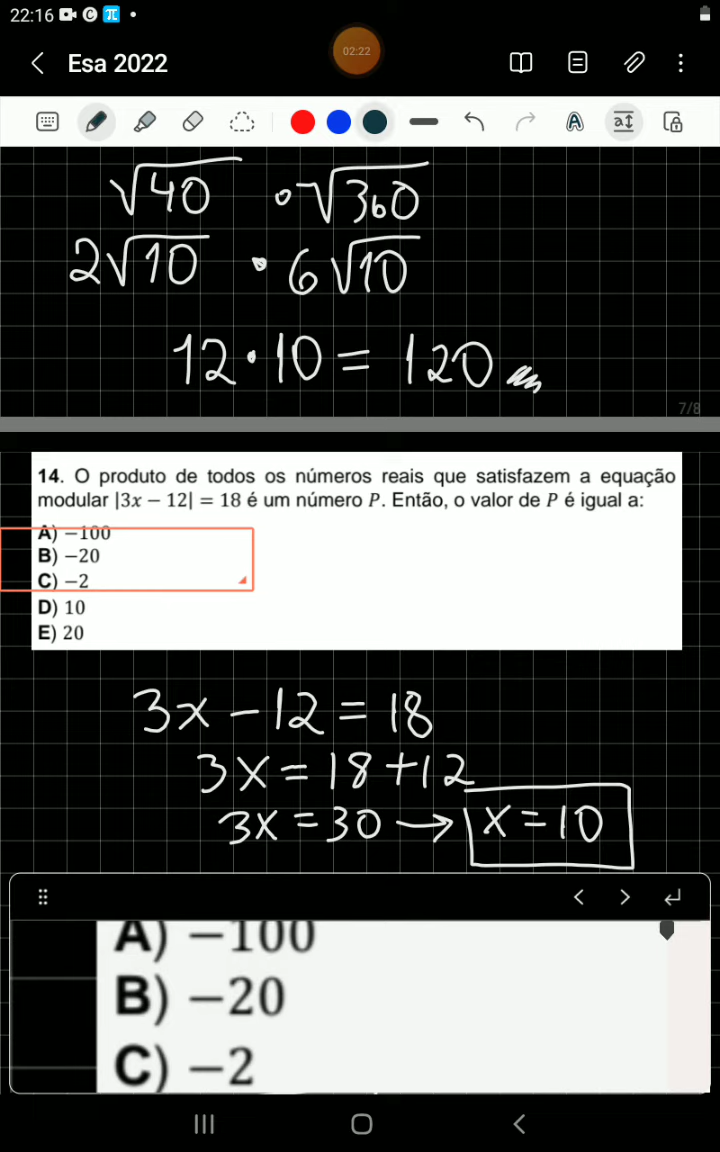 22:16
02:22
Esa 2022
√40 · √360
2√10 · 6√10
12·10 = 120
7/8
14. O produto de todos os números reais que satisfazem a equação
modular |3x − 12| = 18 é um número P. Então, o valor de P é igual a:
A) −100
B) −20
C) −2
D) 10
E) 20
3x − 12 = 18
3x = 18 + 12
3x = 30 → x = 10
A) −100
B) −20
C) −2